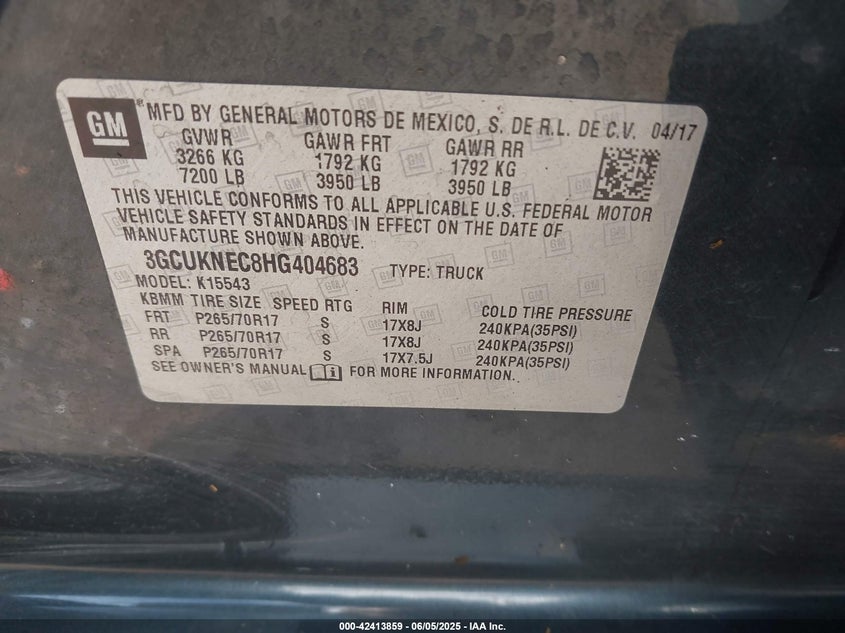 GM
MFD BY GENERAL MOTORS DE MEXICO, S. DE R.L. DE C.V. 04/17
GVWR GAWR FRT GAWR RR
3266 KG 1792 KG 1792 KG
7200 LB 3950 LB 3950 LB
THIS VEHICLE CONFORMS TO ALL APPLICABLE U.S. FEDERAL MOTOR
VEHICLE SAFETY STANDARDS IN EFFECT ON THE DATE OF
MANUFACTURE SHOWN ABOVE.
3GCUKNEC8HG404683 TYPE: TRUCK
MODEL: K15543
KBMM TIRE SIZE SPEED RTG RIM COLD TIRE PRESSURE
FRT P265/70R17 S 17X8J 240KPA(35PSI)
RR P265/70R17 S 17X8J 240KPA(35PSI)
SPA P265/70R17 S 17X7.5J 240KPA(35PSI)
SEE OWNER'S MANUAL FOR MORE INFORMATION.
000-42413859 - 06/05/2025 - IAA Inc.